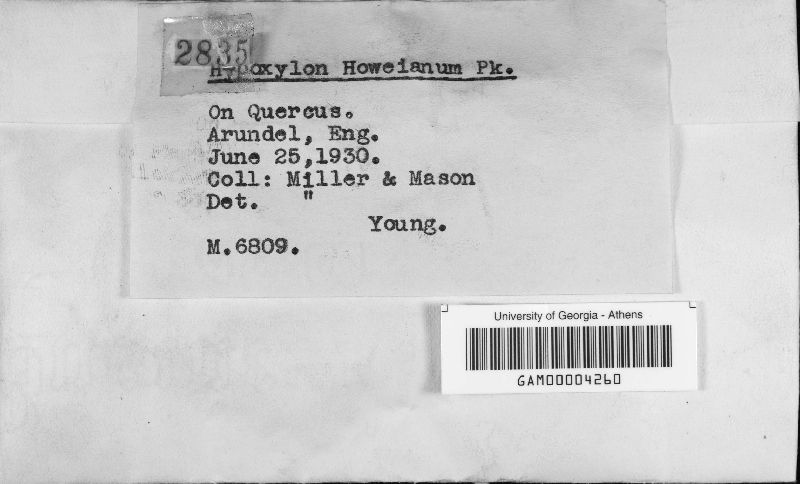 2835
Hypoxylon Howeianum Pk.
On Quercus.
Arundel, Eng.
June 25,1930.
Coll: Miller & Mason
Det. "
Young.
M.6809.
University of Georgia - Athens
GAM00004260